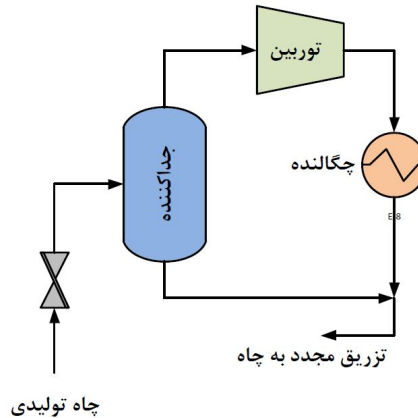 توربین
جداکننده
چگالنده
E-8
تزریق مجدد به چاه
چاه تولیدی